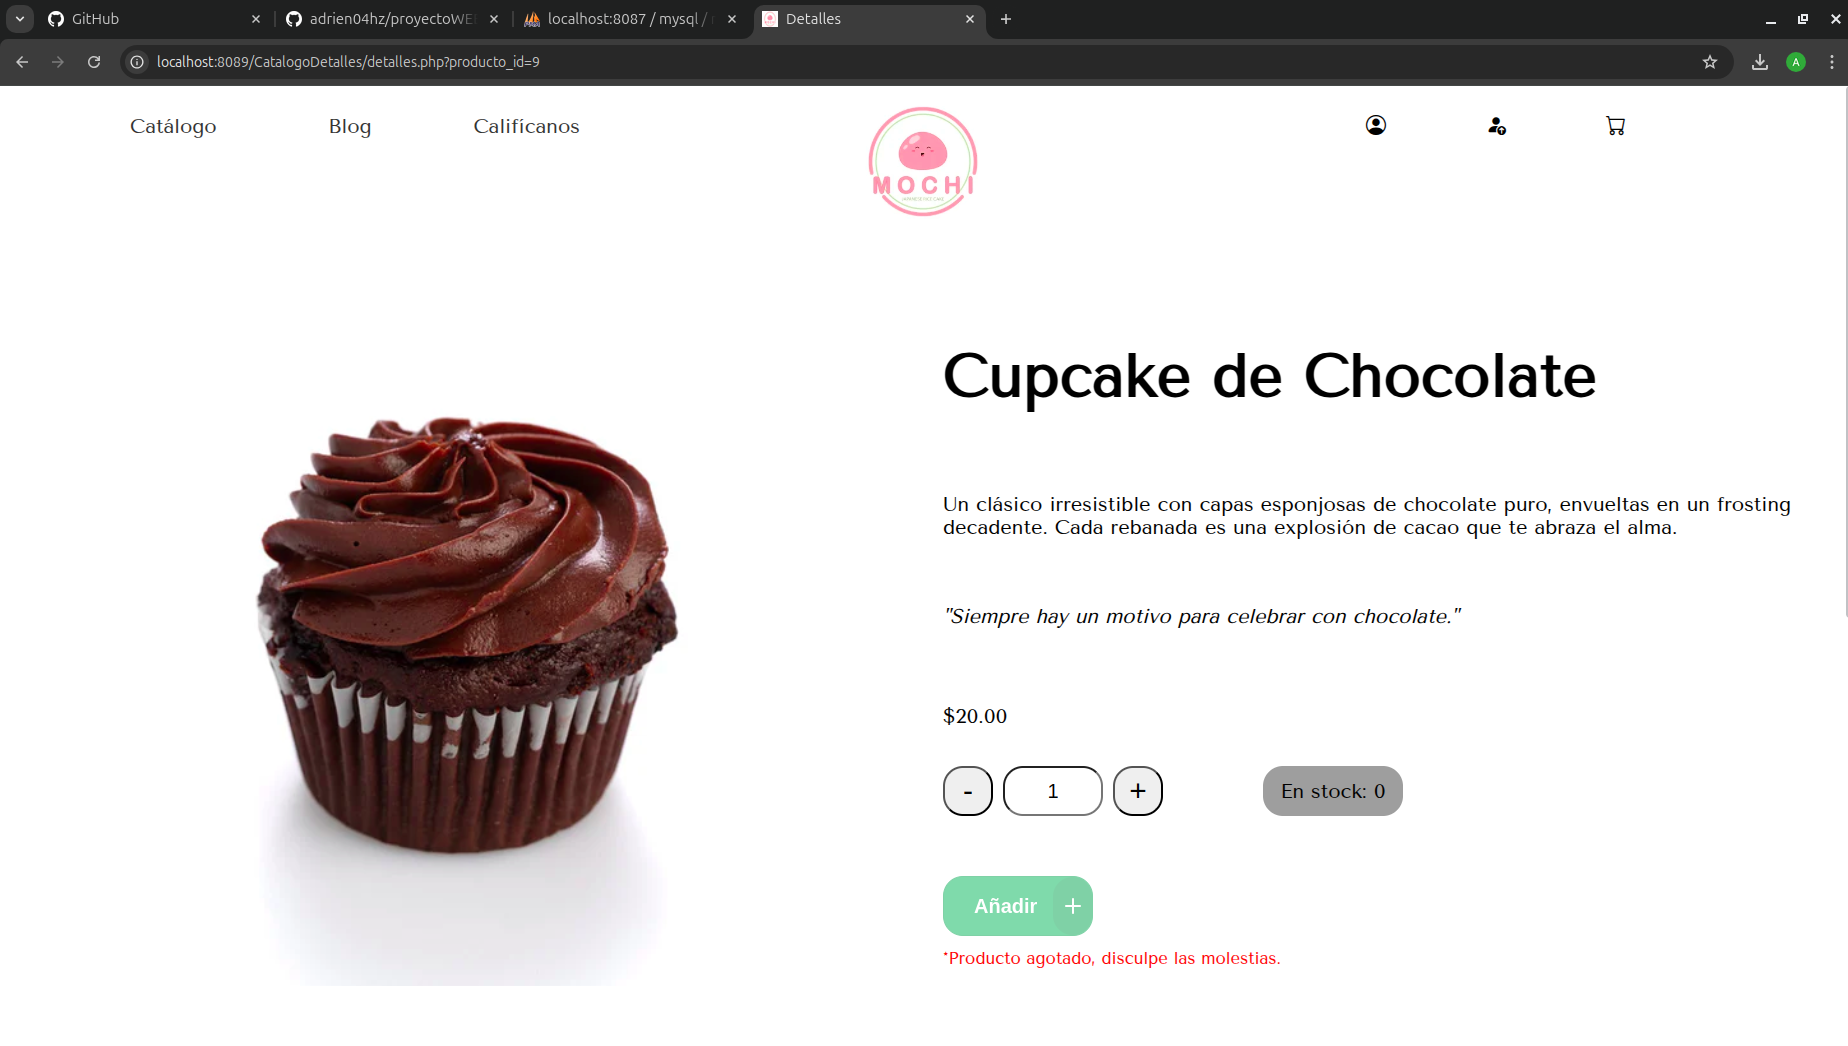 GitHub
adrien04hz/proyectoWE
localhost:8087 / mysql /
Detalles
localhost:8089/CatalogoDetalles/detalles.php?producto_id=9
A
Catálogo
Blog
Califícanos
MOCHI
Cupcake de Chocolate
Un clásico irresistible con capas esponjosas de chocolate puro, envueltas en un frosting
decadente. Cada rebanada es una explosión de cacao que te abraza el alma.
"Siempre hay un motivo para celebrar con chocolate."
$20.00
-
1
+
En stock: 0
Añadir +
*Producto agotado, disculpe las molestias.